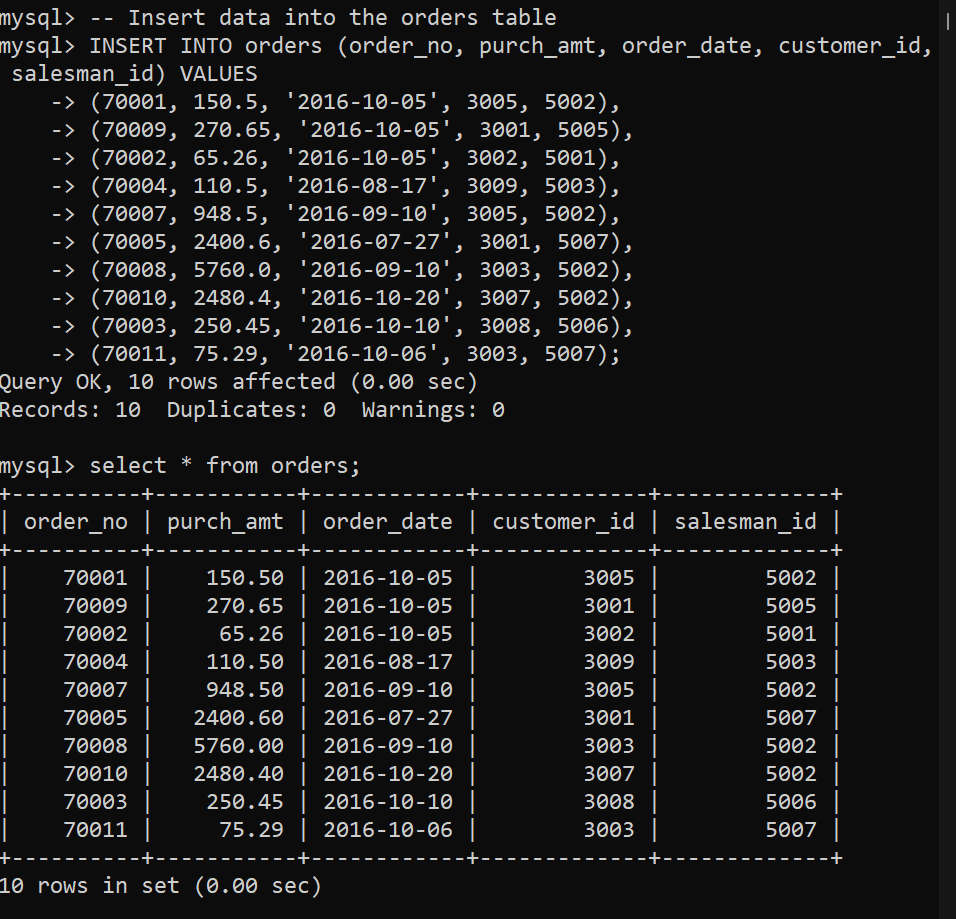 mysql> -- Insert data into the orders table
mysql> INSERT INTO orders (order_no, purch_amt, order_date, customer_id,
 salesman_id) VALUES
    -> (70001, 150.5, '2016-10-05', 3005, 5002),
    -> (70009, 270.65, '2016-10-05', 3001, 5005),
    -> (70002, 65.26, '2016-10-05', 3002, 5001),
    -> (70004, 110.5, '2016-08-17', 3009, 5003),
    -> (70007, 948.5, '2016-09-10', 3005, 5002),
    -> (70005, 2400.6, '2016-07-27', 3001, 5007),
    -> (70008, 5760.0, '2016-09-10', 3003, 5002),
    -> (70010, 2480.4, '2016-10-20', 3007, 5002),
    -> (70003, 250.45, '2016-10-10', 3008, 5006),
    -> (70011, 75.29, '2016-10-06', 3003, 5007);
Query OK, 10 rows affected (0.00 sec)
Records: 10  Duplicates: 0  Warnings: 0

mysql> select * from orders;
+----------+-----------+------------+-------------+-------------+
| order_no | purch_amt | order_date | customer_id | salesman_id |
+----------+-----------+------------+-------------+-------------+
|    70001 |    150.50 | 2016-10-05 |        3005 |        5002 |
|    70009 |    270.65 | 2016-10-05 |        3001 |        5005 |
|    70002 |     65.26 | 2016-10-05 |        3002 |        5001 |
|    70004 |    110.50 | 2016-08-17 |        3009 |        5003 |
|    70007 |    948.50 | 2016-09-10 |        3005 |        5002 |
|    70005 |   2400.60 | 2016-07-27 |        3001 |        5007 |
|    70008 |   5760.00 | 2016-09-10 |        3003 |        5002 |
|    70010 |   2480.40 | 2016-10-20 |        3007 |        5002 |
|    70003 |    250.45 | 2016-10-10 |        3008 |        5006 |
|    70011 |     75.29 | 2016-10-06 |        3003 |        5007 |
+----------+-----------+------------+-------------+-------------+
10 rows in set (0.00 sec)